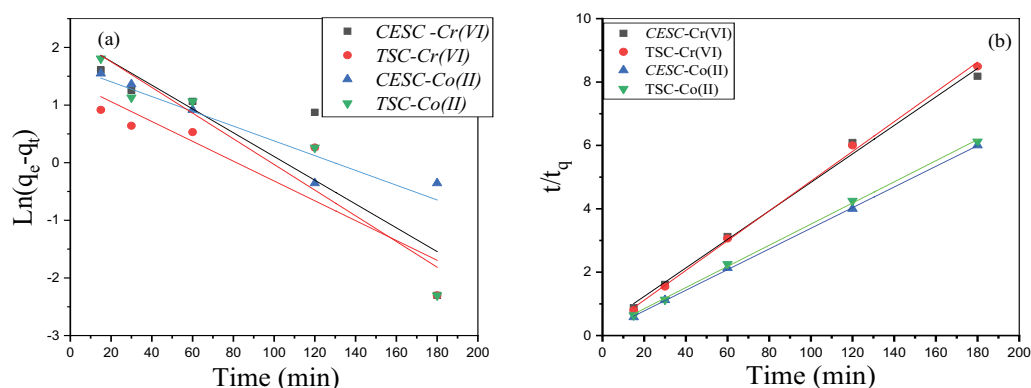 (a)
CESC -Cr(VI)
TSC-Cr(VI)
CESC-Co(II)
TSC-Co(II)
2
1
0
-1
-2
-3
Ln(qe-qt)
0 20 40 60 80 100 120 140 160 180 200
Time (min)
(b)
CESC-Cr(VI)
TSC-Cr(VI)
CESC-Co(II)
TSC-Co(II)
10
8
6
4
2
0
t/tq
0 20 40 60 80 100 120 140 160 180 200
Time (min)